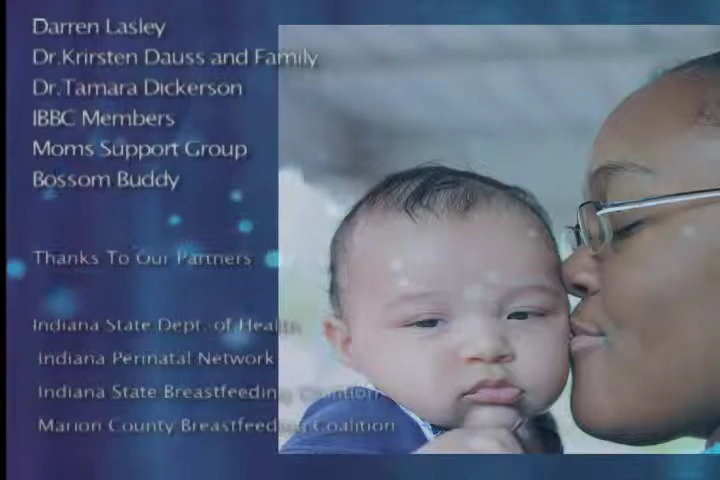 Darren Lasley
Dr.Krirsten Dauss and Family
Dr.Tamara Dickerson
IBBC Members
Moms Support Group
Bossom Buddy
Thanks To Our Partners
Indiana State Dept. of Health
Indiana Perinatal Network
Indiana State Breastfeeding Coalition
Marion County Breastfeeding Coalition